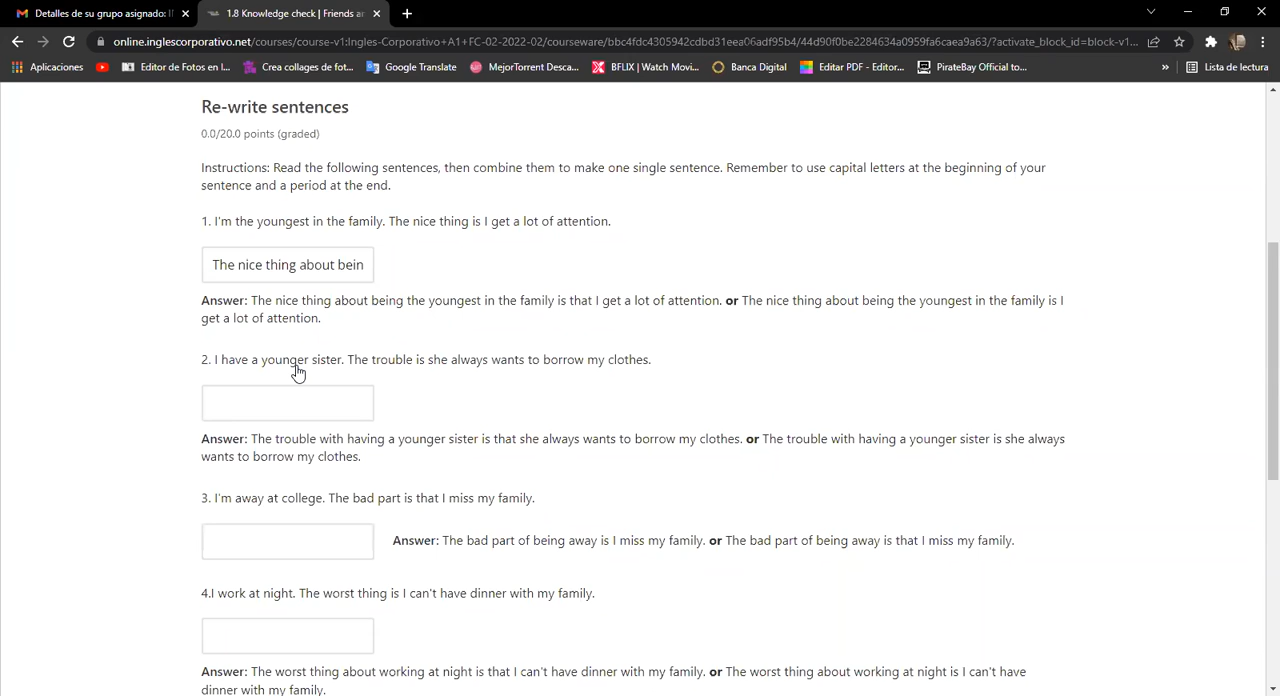 Detalles de su grupo asignado: I
1.8 Knowledge check | Friends ar
online.inglescorporativo.net/courses/course-v1:Ingles-Corporativo+A1+FC-02-2022-02/courseware/bbc4fdc4305942cdbd31eea06adf95b4/44d90f0be2284634a0959fa6caea9a63/?activate_block_id=block-v1...
Aplicaciones
Editor de Fotos en l...
Crea collages de fot...
Google Translate
MejorTorrent Desca...
BFLIX | Watch Movi...
Banca Digital
Editar PDF - Editor...
PirateBay Official to...
»
Lista de lectura
Re-write sentences
0.0/20.0 points (graded)
Instructions: Read the following sentences, then combine them to make one single sentence. Remember to use capital letters at the beginning of your
sentence and a period at the end.
1. I'm the youngest in the family. The nice thing is I get a lot of attention.
The nice thing about bein
Answer: The nice thing about being the youngest in the family is that I get a lot of attention. or The nice thing about being the youngest in the family is I
get a lot of attention.
2. I have a younger sister. The trouble is she always wants to borrow my clothes.
Answer: The trouble with having a younger sister is that she always wants to borrow my clothes. or The trouble with having a younger sister is she always
wants to borrow my clothes.
3. I'm away at college. The bad part is that I miss my family.
Answer: The bad part of being away is I miss my family. or The bad part of being away is that I miss my family.
4.I work at night. The worst thing is I can't have dinner with my family.
Answer: The worst thing about working at night is that I can't have dinner with my family. or The worst thing about working at night is I can't have
dinner with my family.